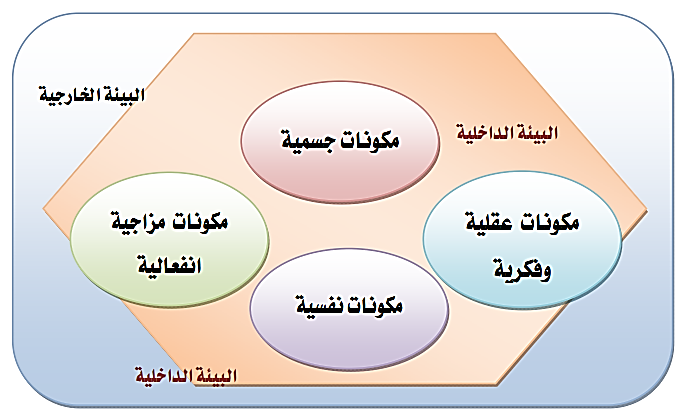 البيئة الخارجية
البيئة الداخلية
مكونات جسمية
مكونات عقلية
وفكرية
مكونات مزاجية
انفعالية
مكونات نفسية
البيئة الداخلية